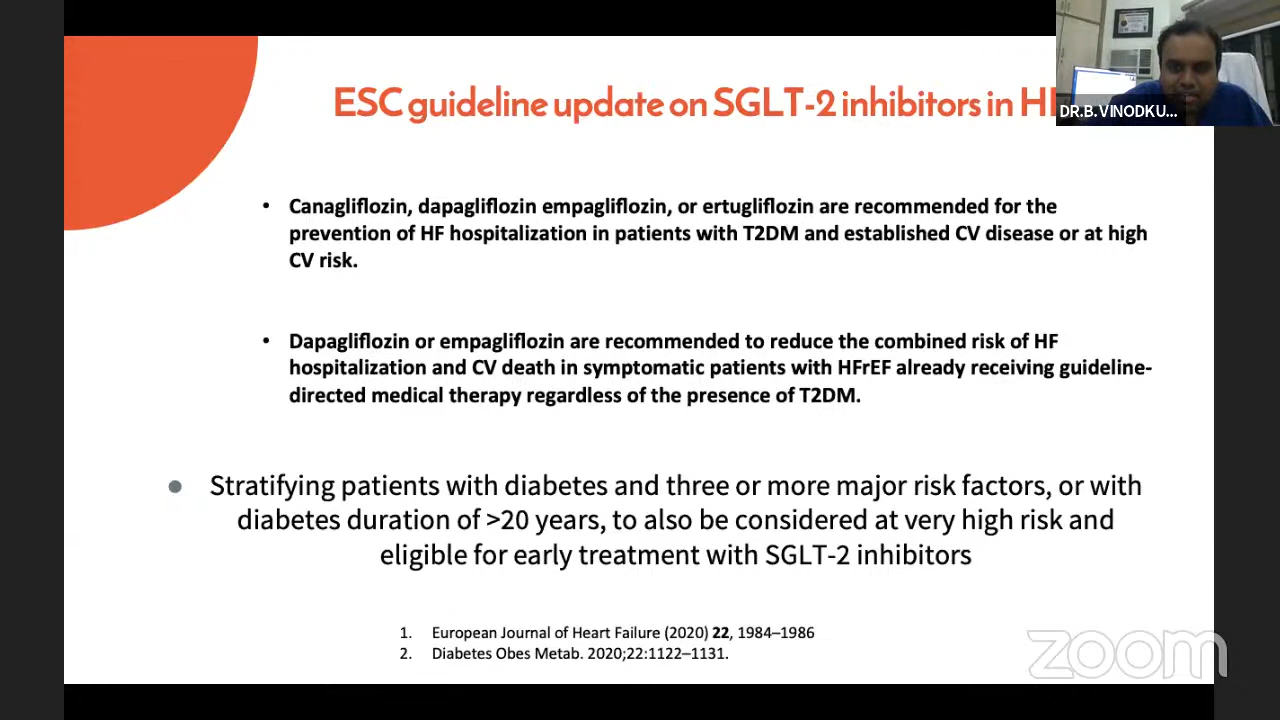 ESC guideline update on SGLT-2 inhibitors in
DR.B.VINODKU...
• Canagliflozin, dapagliflozin empagliflozin, or ertugliflozin are recommended for the
prevention of HF hospitalization in patients with T2DM and established CV disease or at high
CV risk.
• Dapagliflozin or empagliflozin are recommended to reduce the combined risk of HF
hospitalization and CV death in symptomatic patients with HFrEF already receiving guideline-
directed medical therapy regardless of the presence of T2DM.
• Stratifying patients with diabetes and three or more major risk factors, or with
diabetes duration of >20 years, to also be considered at very high risk and
eligible for early treatment with SGLT-2 inhibitors
1. European Journal of Heart Failure (2020) 22, 1984–1986
2. Diabetes Obes Metab. 2020;22:1122–1131.
zoom